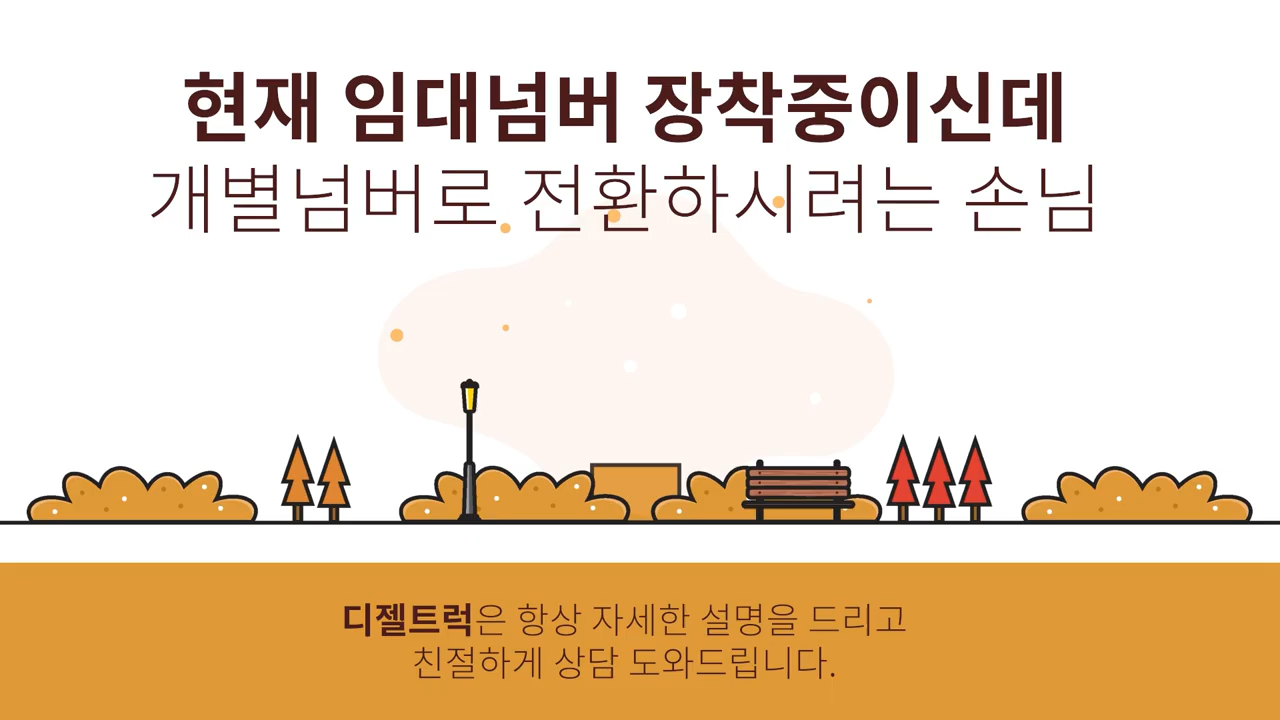 현재 임대넘버 장착중이신데
개별넘버로 전환하시려는 손님
디젤트럭은 항상 자세한 설명을 드리고
친절하게 상담 도와드립니다.